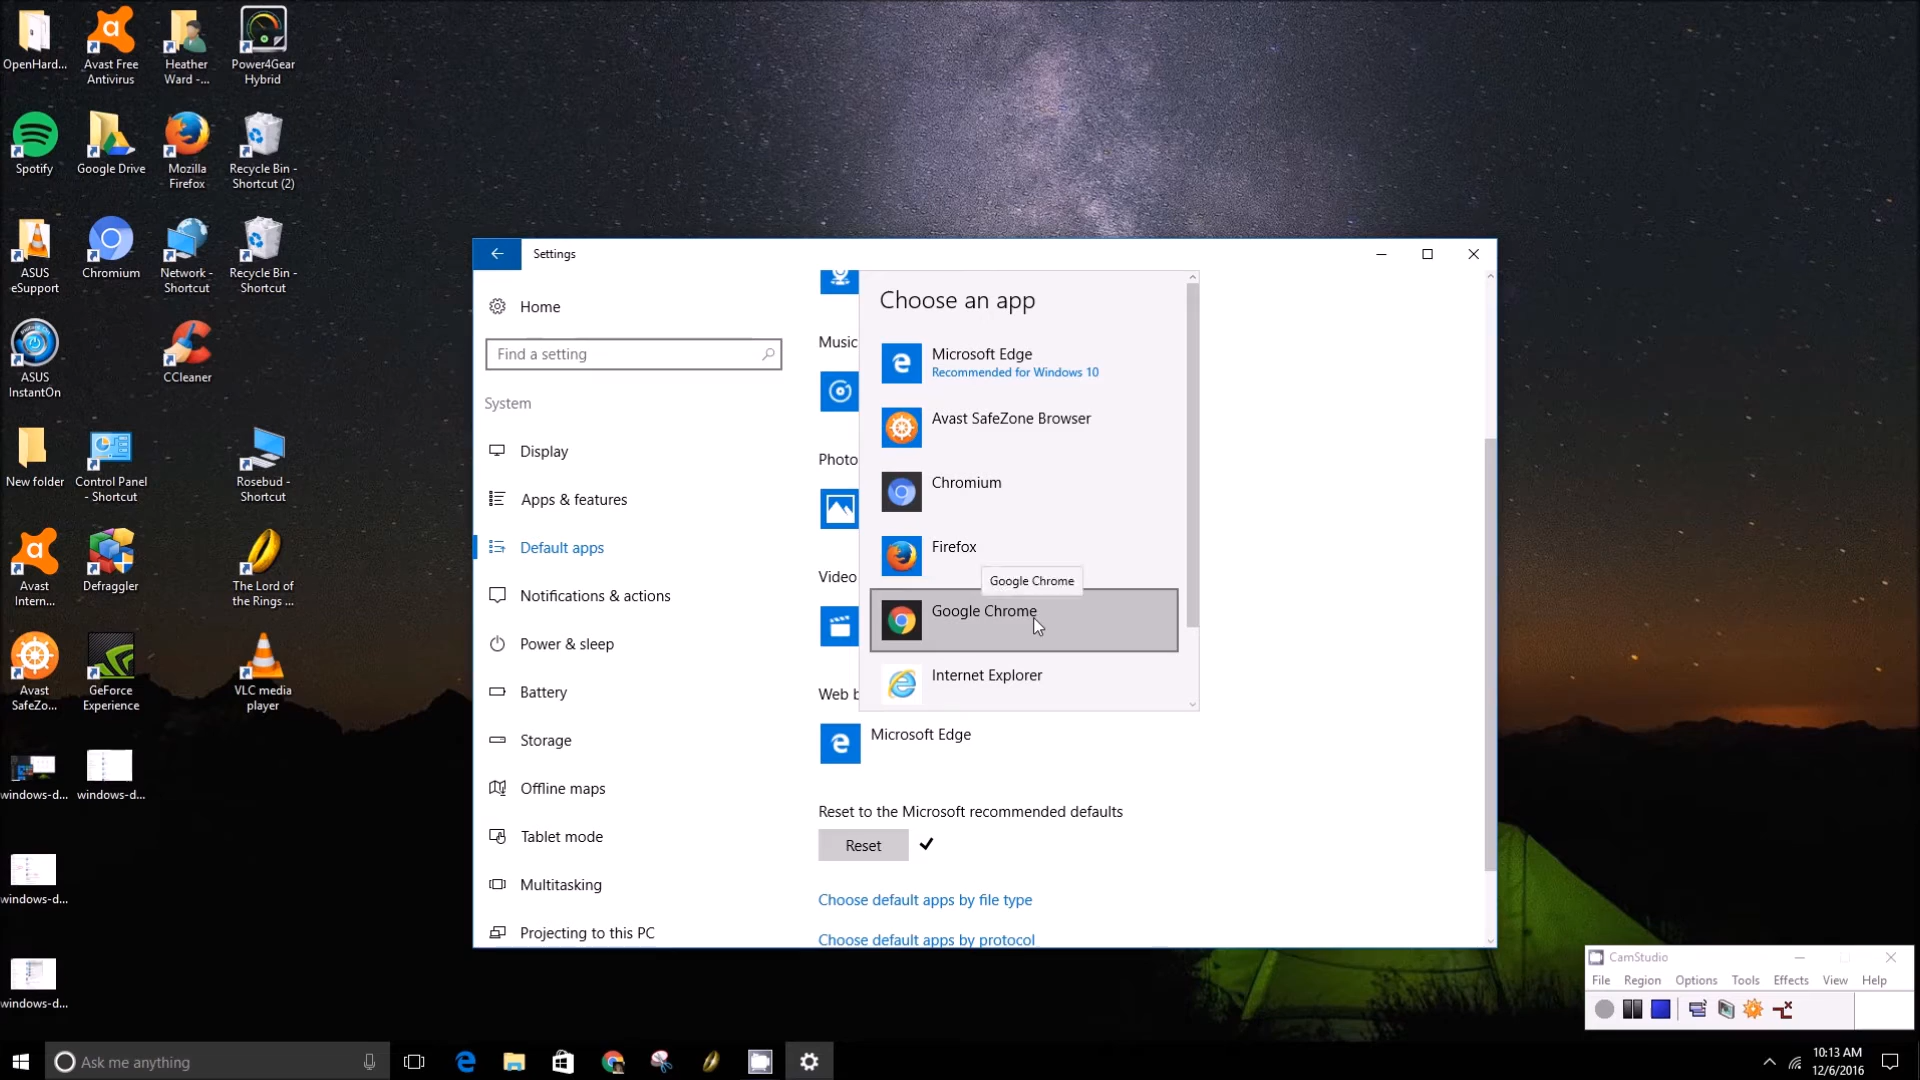 OpenHard...
Avast Free
Antivirus
Heather
Ward -...
Power4Gear
Hybrid
Spotify
Google Drive
Mozilla
Firefox
Recycle Bin -
Shortcut (2)
ASUS
eSupport
Chromium
Network -
Shortcut
Recycle Bin -
Shortcut
ASUS
InstantOn
CCleaner
New folder
Control Panel
- Shortcut
Rosebud -
Shortcut
Avast
Intern...
Defraggler
The Lord of
the Rings ...
Avast
SafeZo...
GeForce
Experience
VLC media
player
windows-d...
windows-d...
windows-d...
windows-d...
Settings
Home
Find a setting
System
Display
Apps & features
Default apps
Notifications & actions
Power & sleep
Battery
Storage
Offline maps
Tablet mode
Multitasking
Projecting to this PC
Music
Photo
Video
Web b
Choose an app
Microsoft Edge
Recommended for Windows 10
Avast SafeZone Browser
Chromium
Firefox
Google Chrome
Google Chrome
Internet Explorer
Microsoft Edge
Reset to the Microsoft recommended defaults
Reset
Choose default apps by file type
Choose default apps by protocol
CamStudio
File Region Options Tools Effects View Help
Ask me anything
10:13 AM
12/6/2016